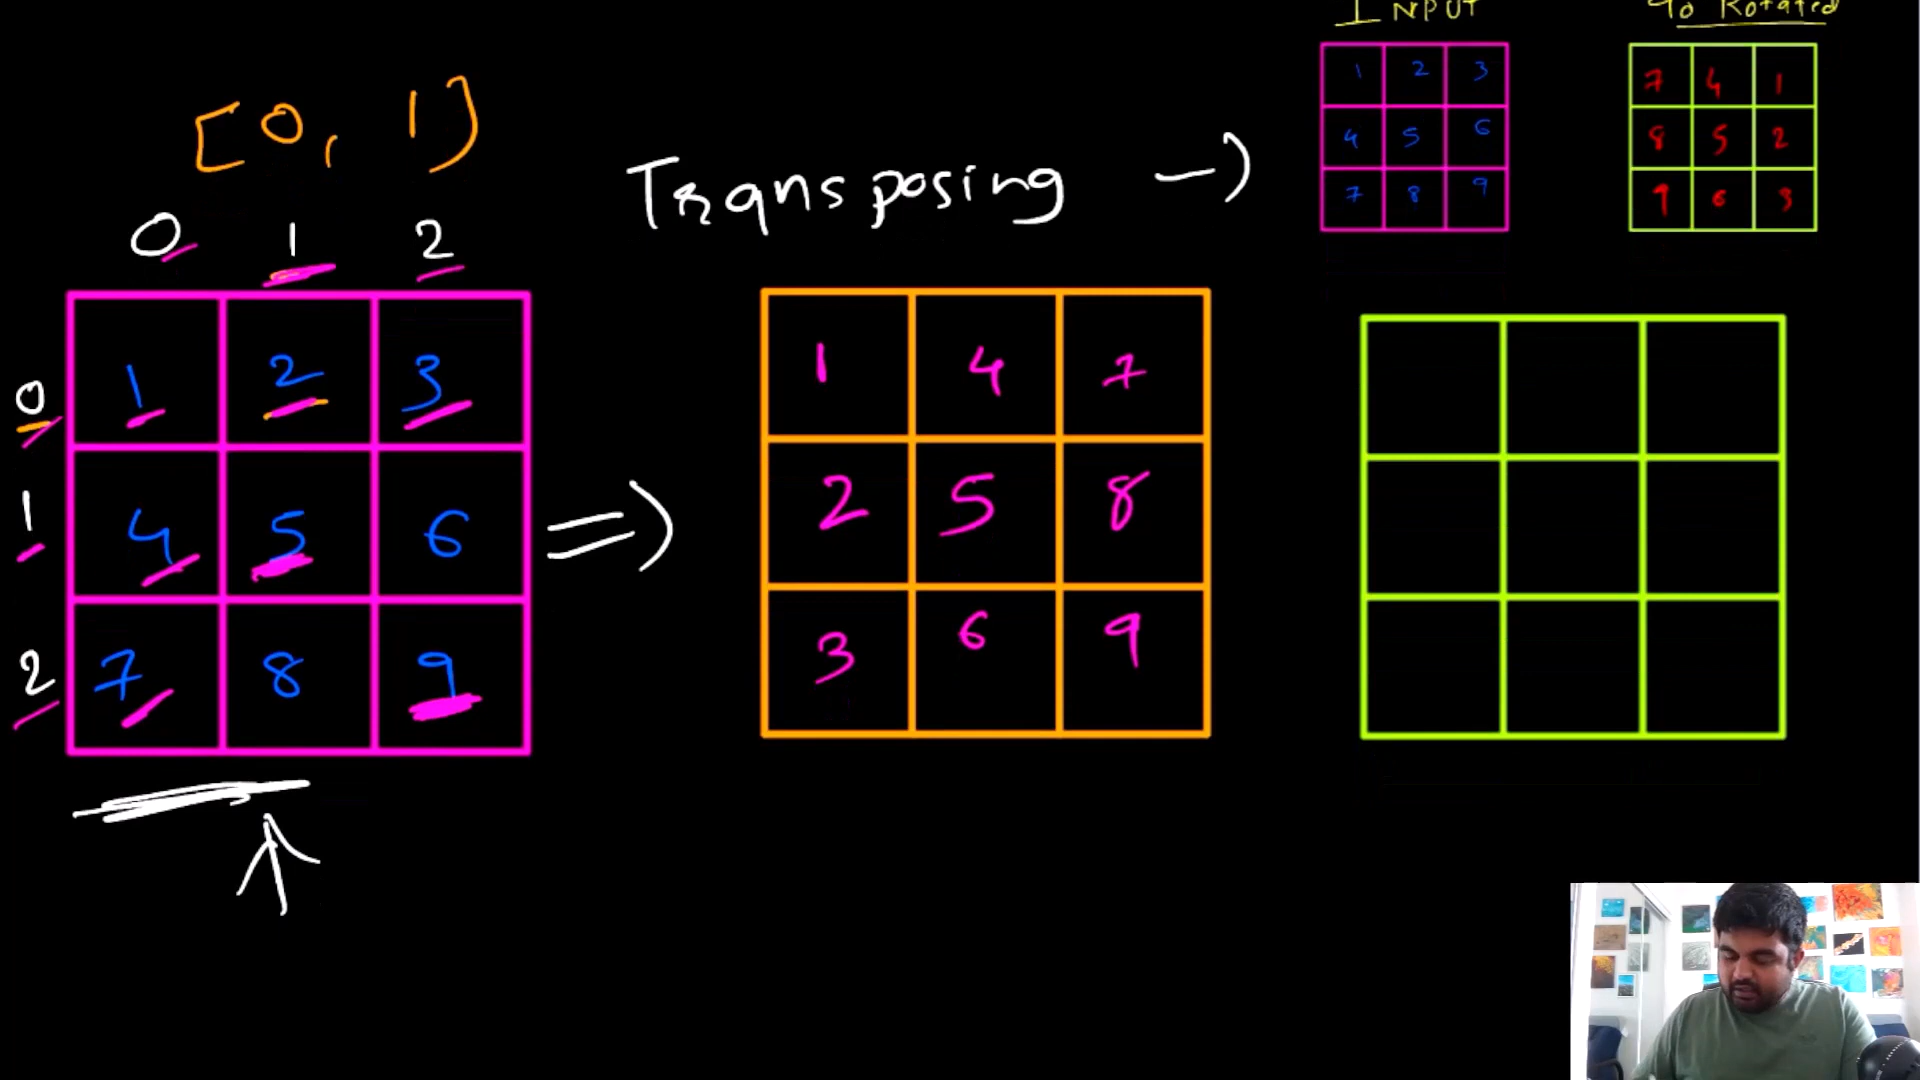 INPUT
90 Rotated
1 2 3
4 5 6
7 8 9
7 4 1
8 5 2
9 6 3
[0, 1]
Transposing ->
0 1 2
0 1 2 3
1 4 5 6
2 7 8 9
=>
1 4 7
2 5 8
3 6 9